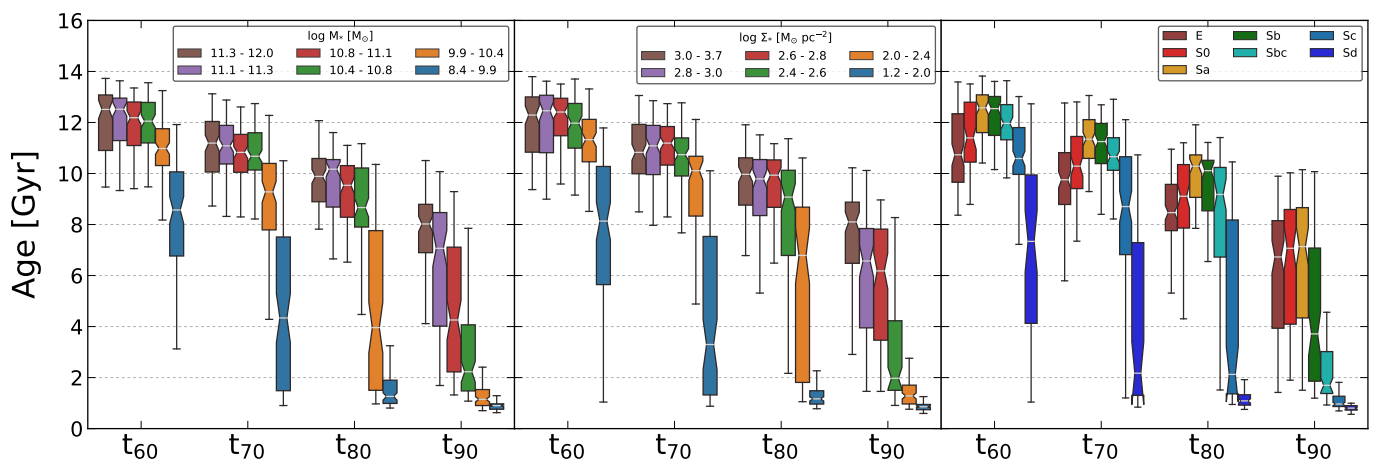 Age [Gyr]
16
14
12
10
8
6
4
2
0
log M* [M⊙]
11.3 - 12.0 10.8 - 11.1 9.9 - 10.4
11.1 - 11.3 10.4 - 10.8 8.4 - 9.9
log Σ* [M⊙ pc⁻²]
3.0 - 3.7 2.6 - 2.8 2.0 - 2.4
2.8 - 3.0 2.4 - 2.6 1.2 - 2.0
E Sb Sc
S0 Sbc Sd
Sa
t₆₀ t₇₀ t₈₀ t₉₀ t₆₀ t₇₀ t₈₀ t₉₀ t₆₀ t₇₀ t₈₀ t₉₀